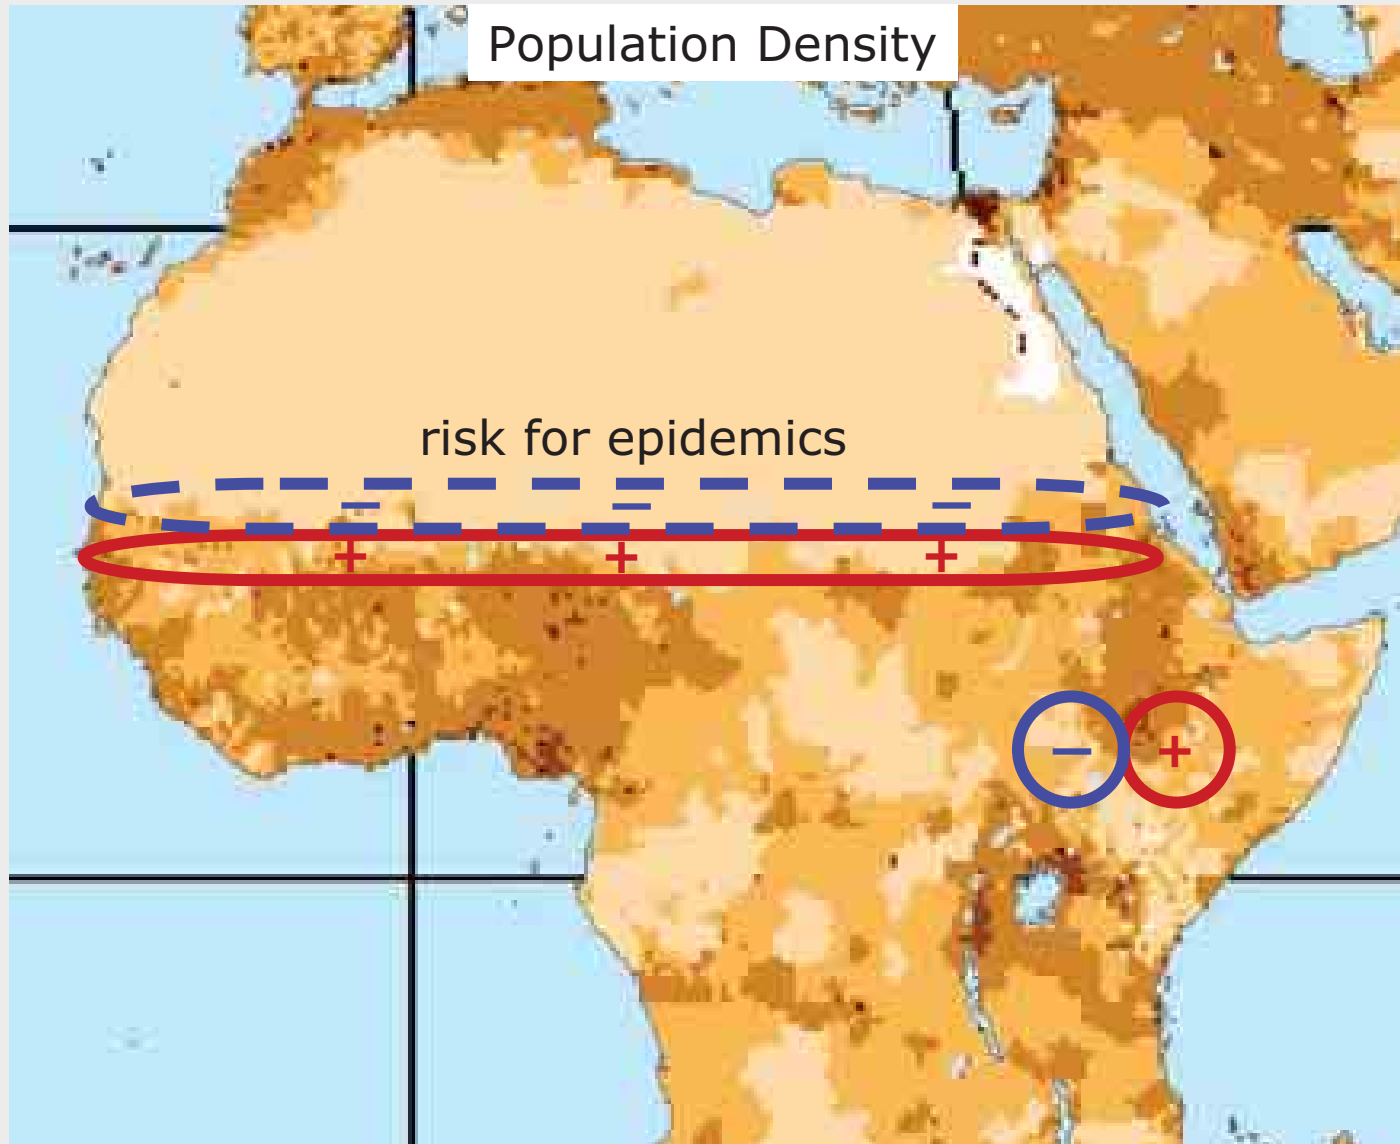 Population Density
risk for epidemics
– – –
+ + +
– +